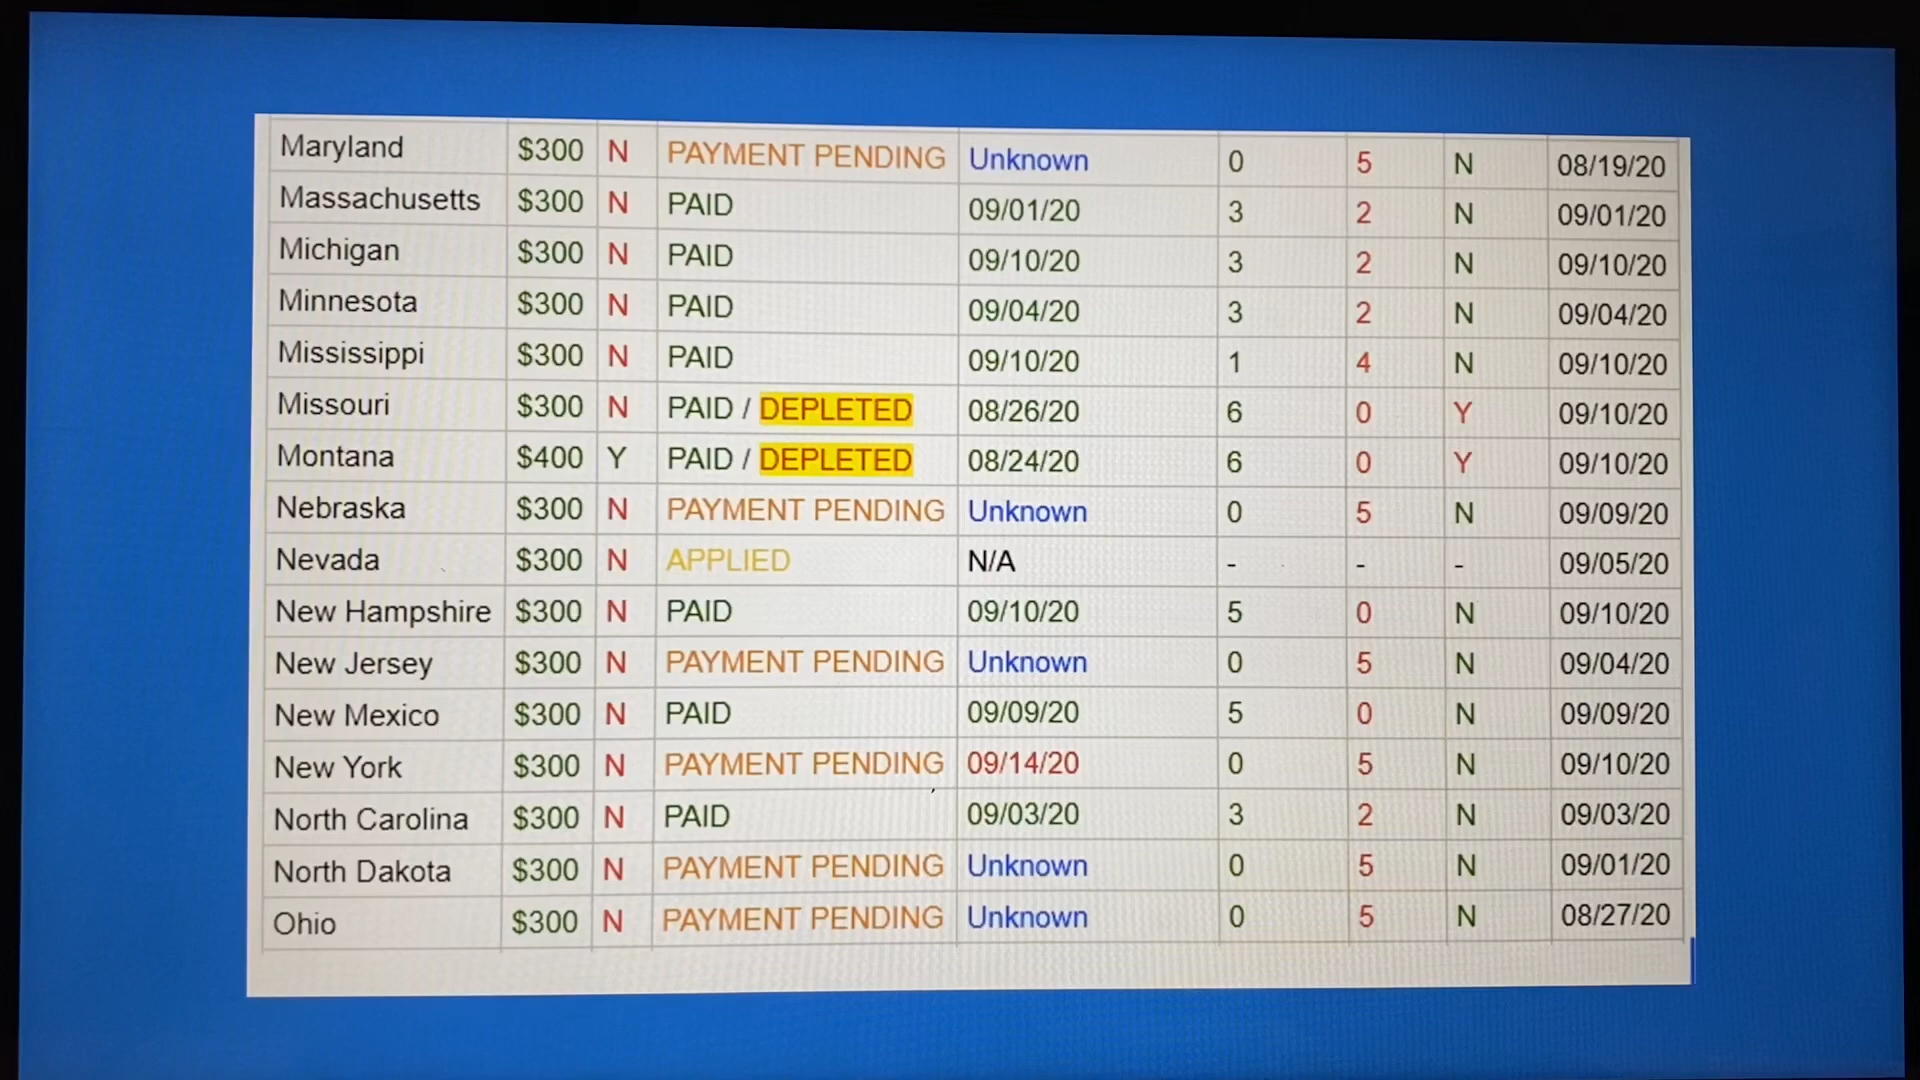 Maryland $300 N PAYMENT PENDING Unknown 0 5 N 08/19/20
Massachusetts $300 N PAID 09/01/20 3 2 N 09/01/20
Michigan $300 N PAID 09/10/20 3 2 N 09/10/20
Minnesota $300 N PAID 09/04/20 3 2 N 09/04/20
Mississippi $300 N PAID 09/10/20 1 4 N 09/10/20
Missouri $300 N PAID / DEPLETED 08/26/20 6 0 Y 09/10/20
Montana $400 Y PAID / DEPLETED 08/24/20 6 0 Y 09/10/20
Nebraska $300 N PAYMENT PENDING Unknown 0 5 N 09/09/20
Nevada $300 N APPLIED N/A - - - 09/05/20
New Hampshire $300 N PAID 09/10/20 5 0 N 09/10/20
New Jersey $300 N PAYMENT PENDING Unknown 0 5 N 09/04/20
New Mexico $300 N PAID 09/09/20 5 0 N 09/09/20
New York $300 N PAYMENT PENDING 09/14/20 0 5 N 09/10/20
North Carolina $300 N PAID 09/03/20 3 2 N 09/03/20
North Dakota $300 N PAYMENT PENDING Unknown 0 5 N 09/01/20
Ohio $300 N PAYMENT PENDING Unknown 0 5 N 08/27/20